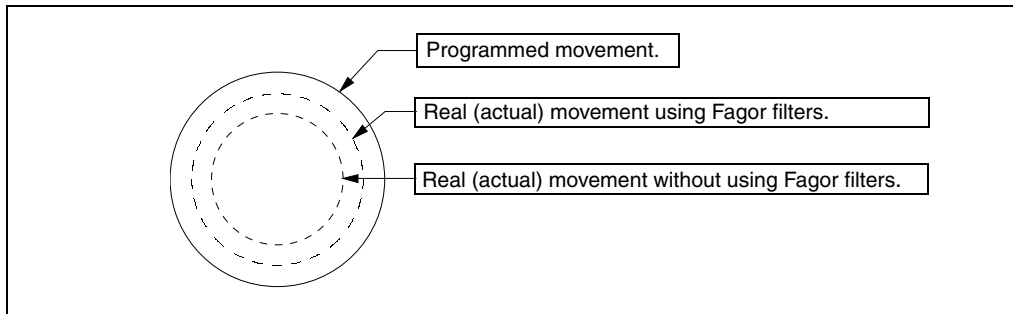 Programmed movement.
Real (actual) movement using Fagor filters.
Real (actual) movement without using Fagor filters.